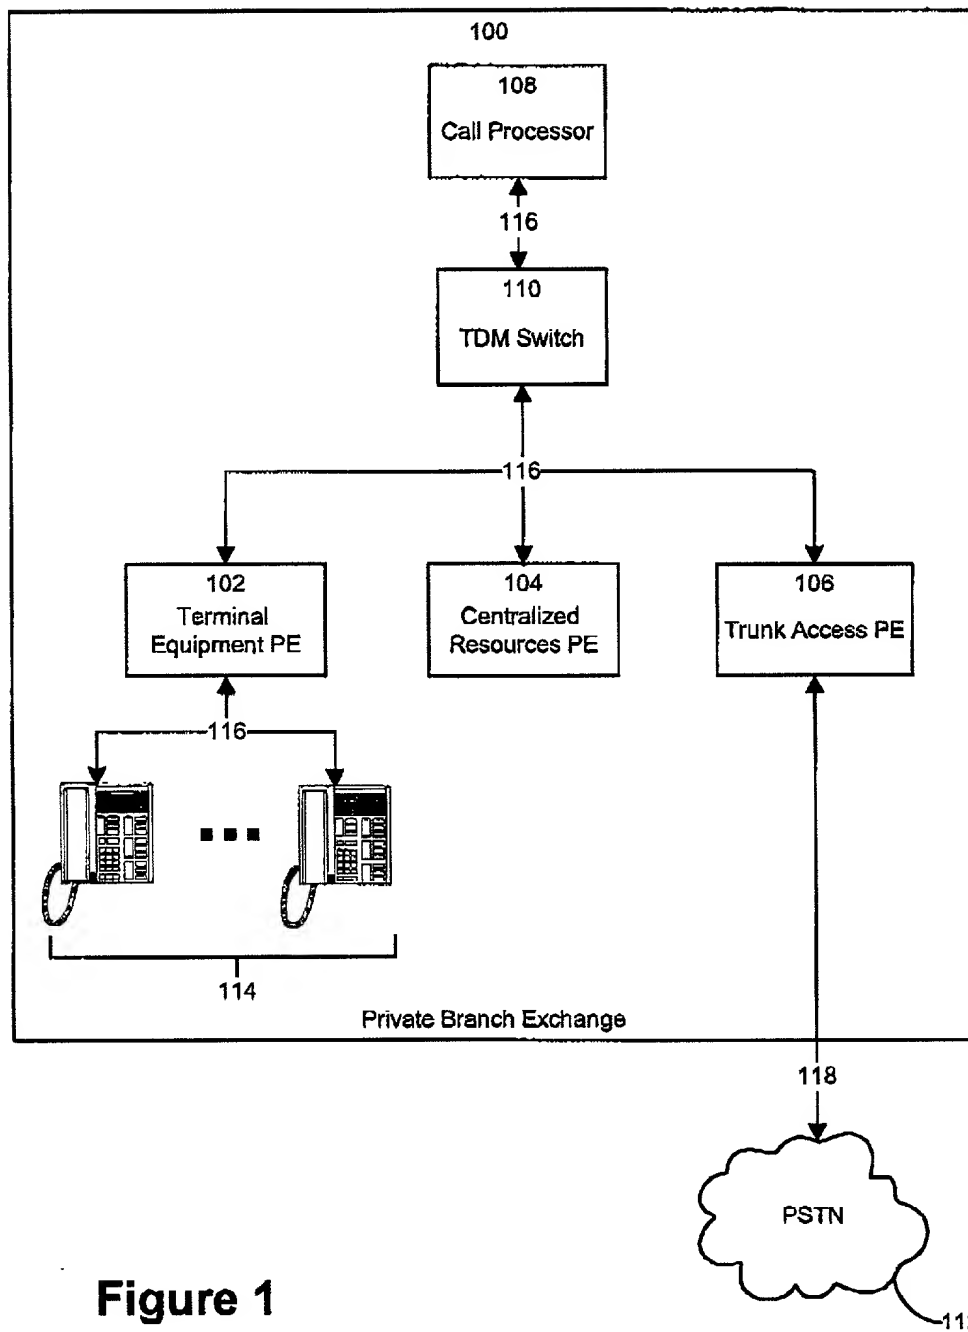 100
108
Call Processor
116
110
TDM Switch
116
102
Terminal
Equipment PE
104
Centralized
Resources PE
106
Trunk Access PE
116
114
Private Branch Exchange
118
PSTN
Figure 1